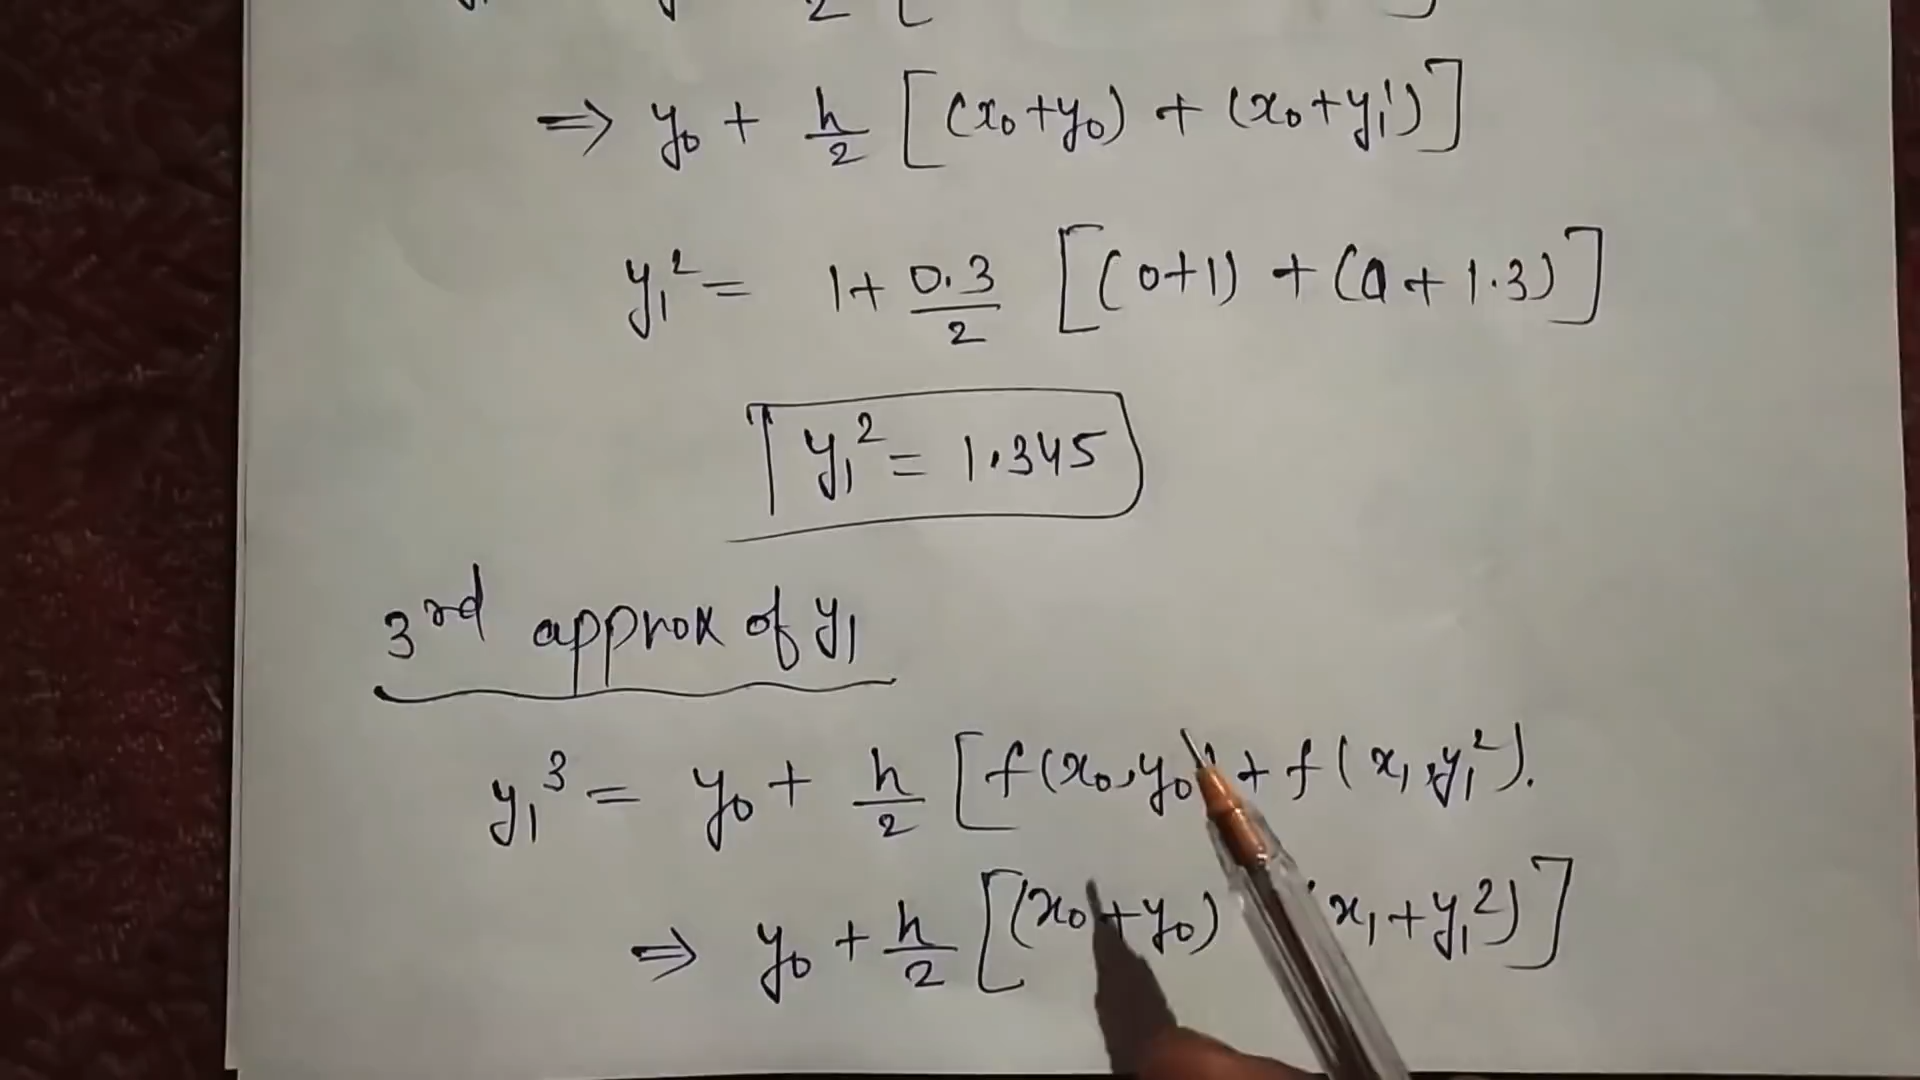 2 [ ]
⇒ y₀ + h/2 [(x₀+y₀) + (x₀+y₁¹)]
y₁² = 1+ 0.3/2 [(0+1) + (0+1.3)]
y₁² = 1.345
3rd approx of y₁
y₁³ = y₀ + h/2 [f(x₀,y₀) + f(x₁,y₁²).
⇒ y₀ + h/2 [(x₀+y₀) x₁+y₁²)]